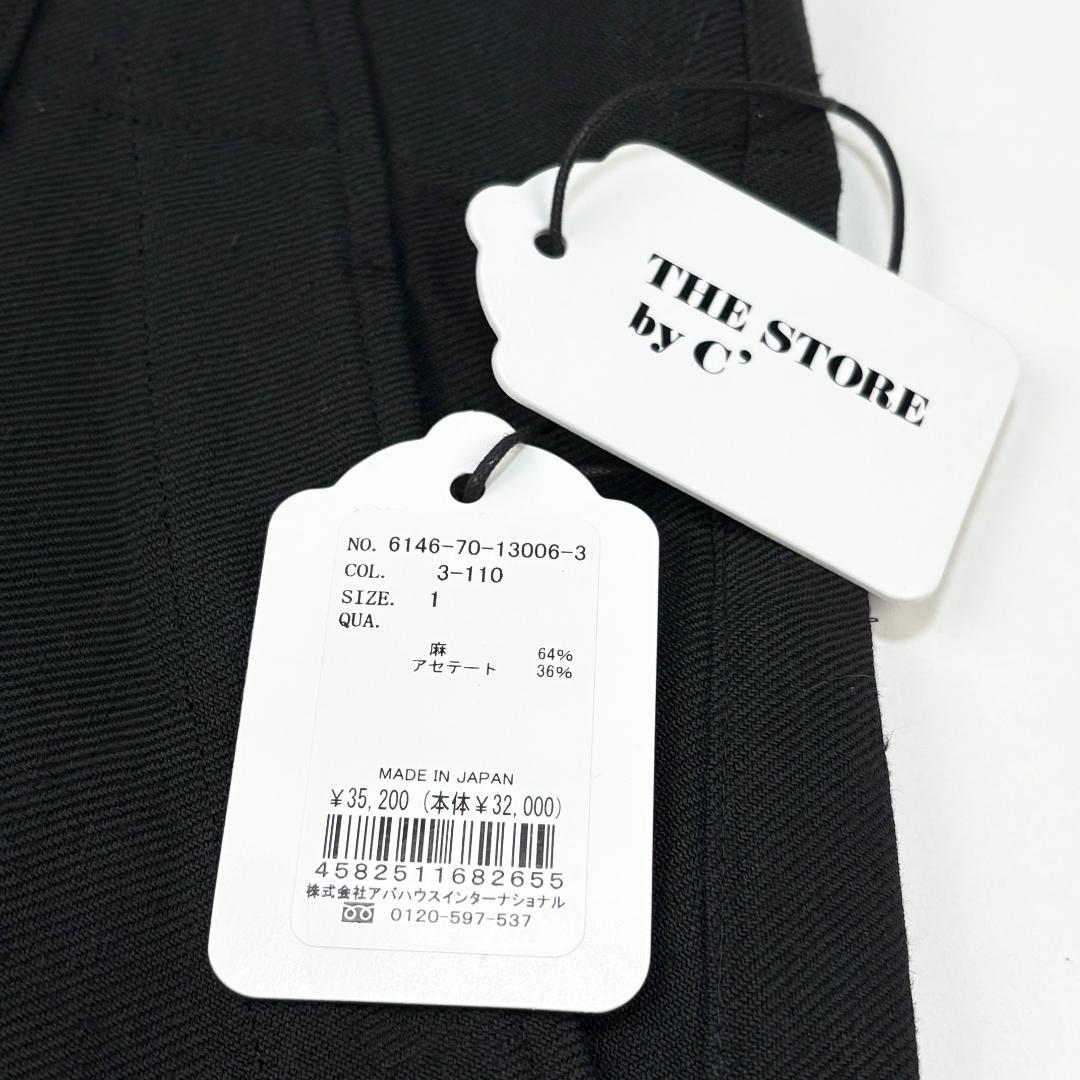 THE STORE
by C’
NO. 6146-70-13006-3
COL. 3-110
SIZE. 1
QUA.
麻 64%
アセテート 36%
MADE IN JAPAN
¥35,200 (本体¥32,000)
4582511682655
株式会社アバハウスインターナショナル
0120-597-537